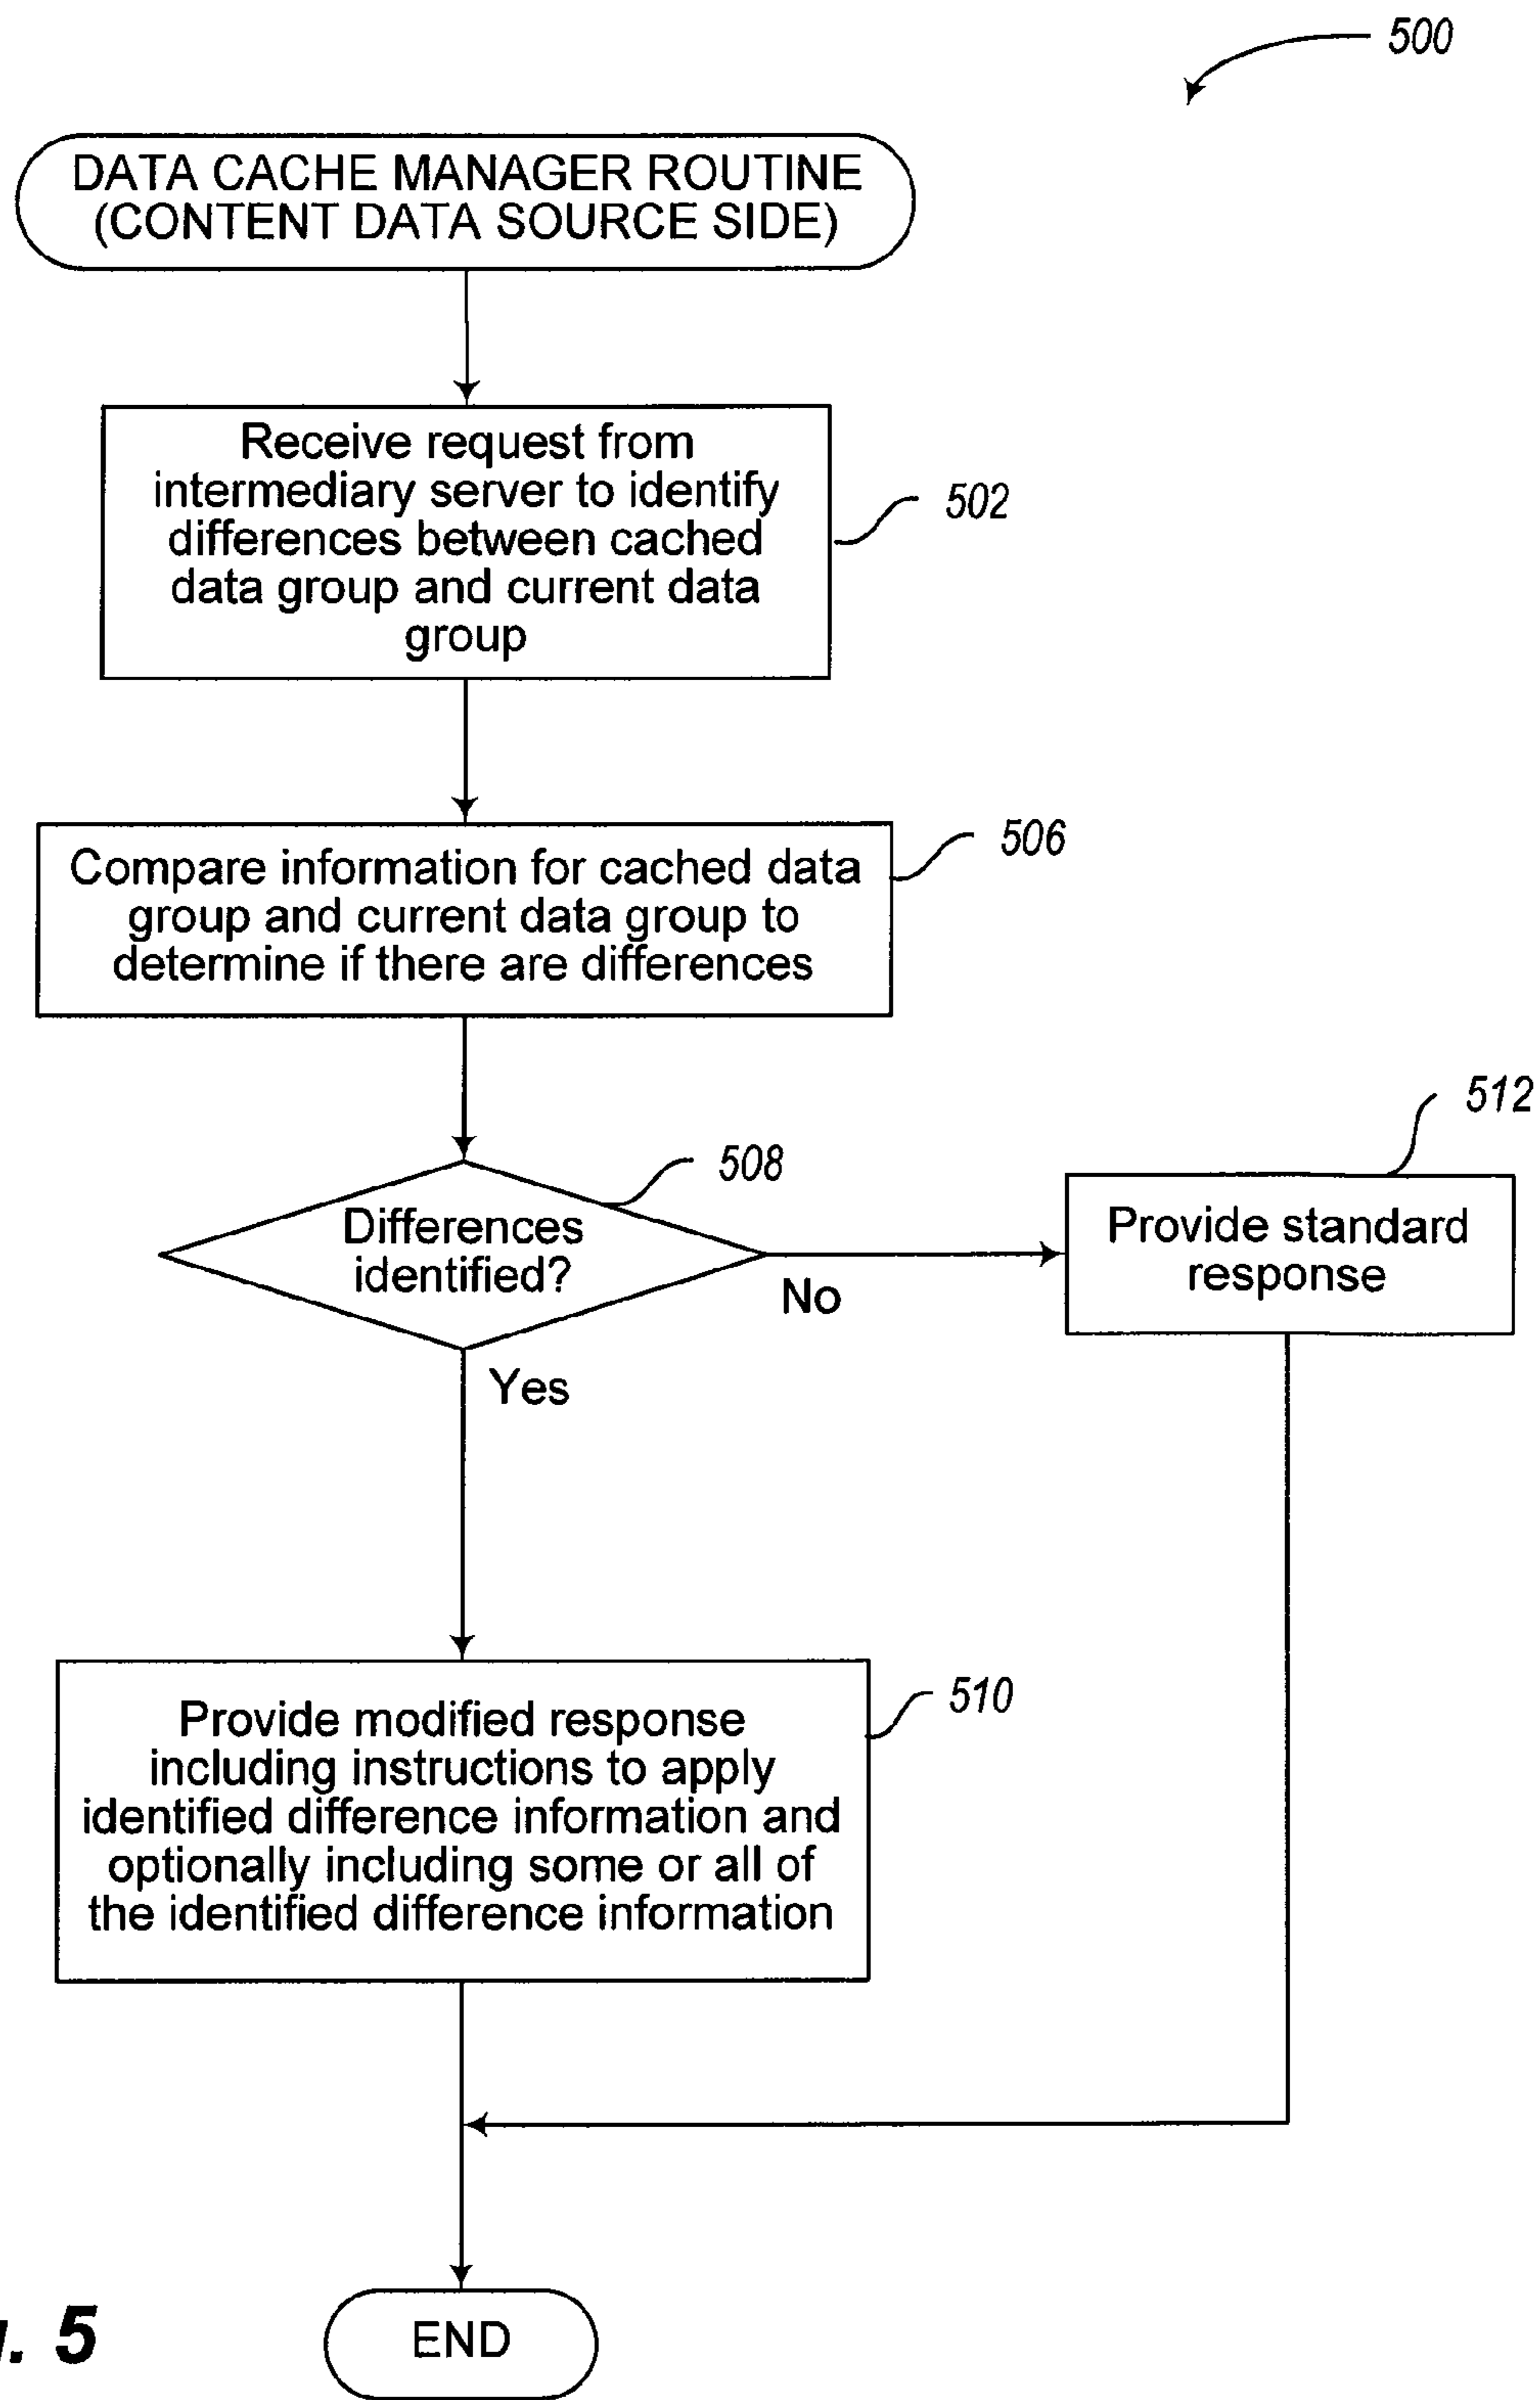 500
DATA CACHE MANAGER ROUTINE
(CONTENT DATA SOURCE SIDE)
Receive request from
intermediary server to identify
differences between cached
data group and current data
group
502
Compare information for cached data
group and current data group to
determine if there are differences
506
Differences
identified?
508
No
Yes
Provide standard
response
512
Provide modified response
including instructions to apply
identified difference information and
optionally including some or all of
the identified difference information
510
END
. 5